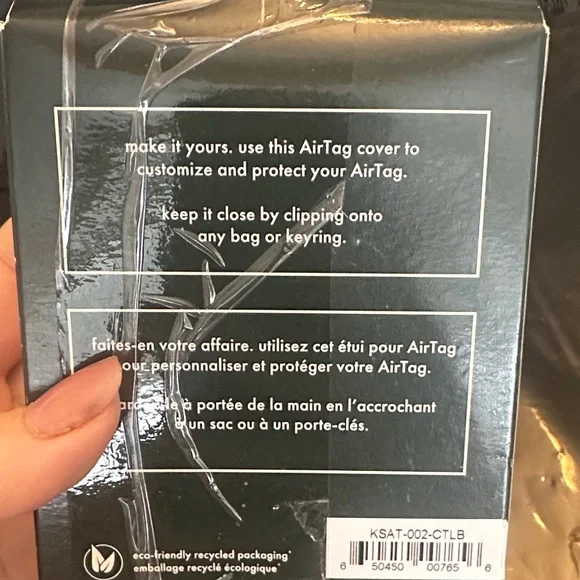 make it yours. use this AirTag cover to
customize and protect your AirTag.
keep it close by clipping onto
any bag or keyring.
faites-en votre affaire. utilisez cet étui pour AirTag
personnaliser et protéger votre AirTag.
à portée de la main en l'accrochant
à un sac ou à un porte-clés.
eco-friendly recycled packaging*
emballage recyclé écologique*
KSAT-002-CTLB
6 50450 00765 6